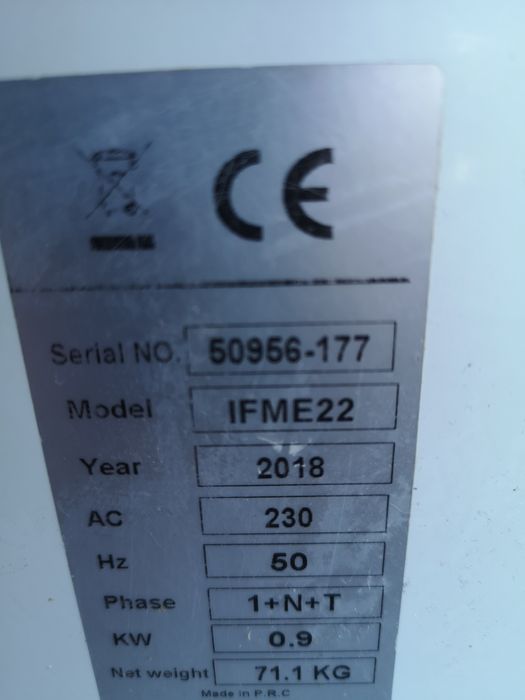 CE
Serial NO. 50956-177
Model IFME22
Year 2018
AC 230
Hz 50
Phase 1+N+T
KW 0.9
Net weight 71.1 KG
Made in P.R.C